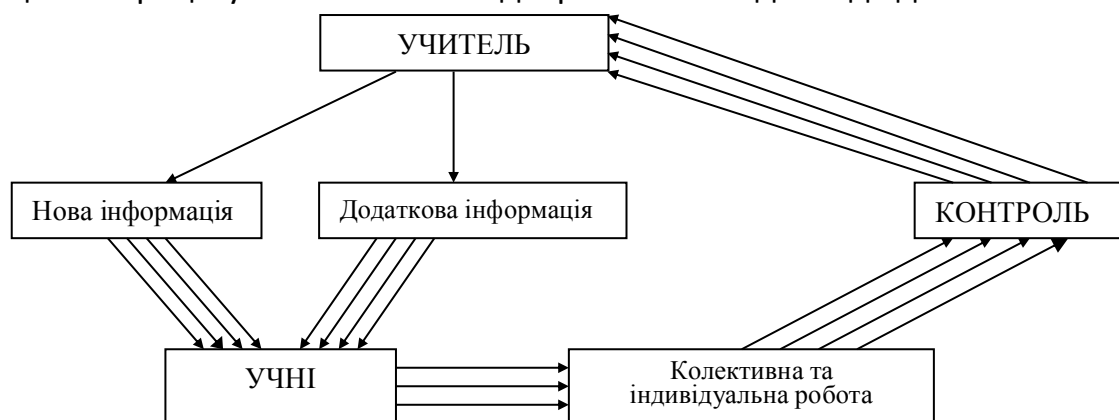 УЧИТЕЛЬ
Нова інформація
Додаткова інформація
КОНТРОЛЬ
УЧНІ
Колективна та
індивідуальна робота